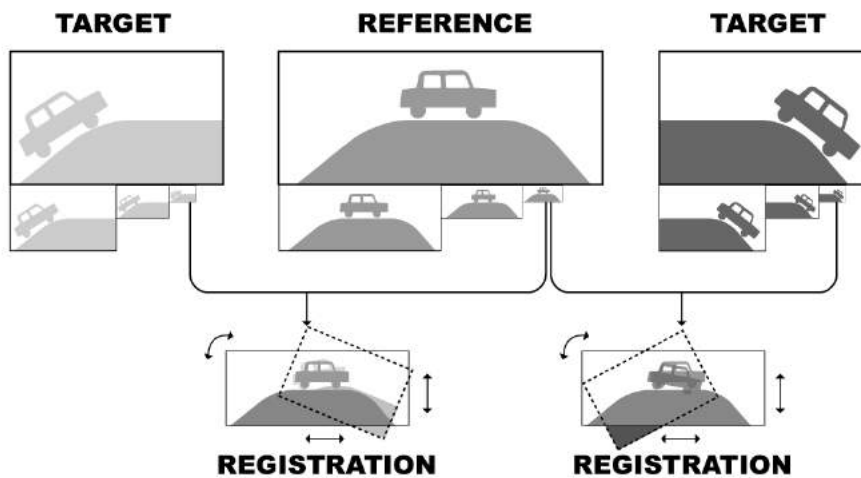 TARGET
REFERENCE
TARGET
REGISTRATION
REGISTRATION